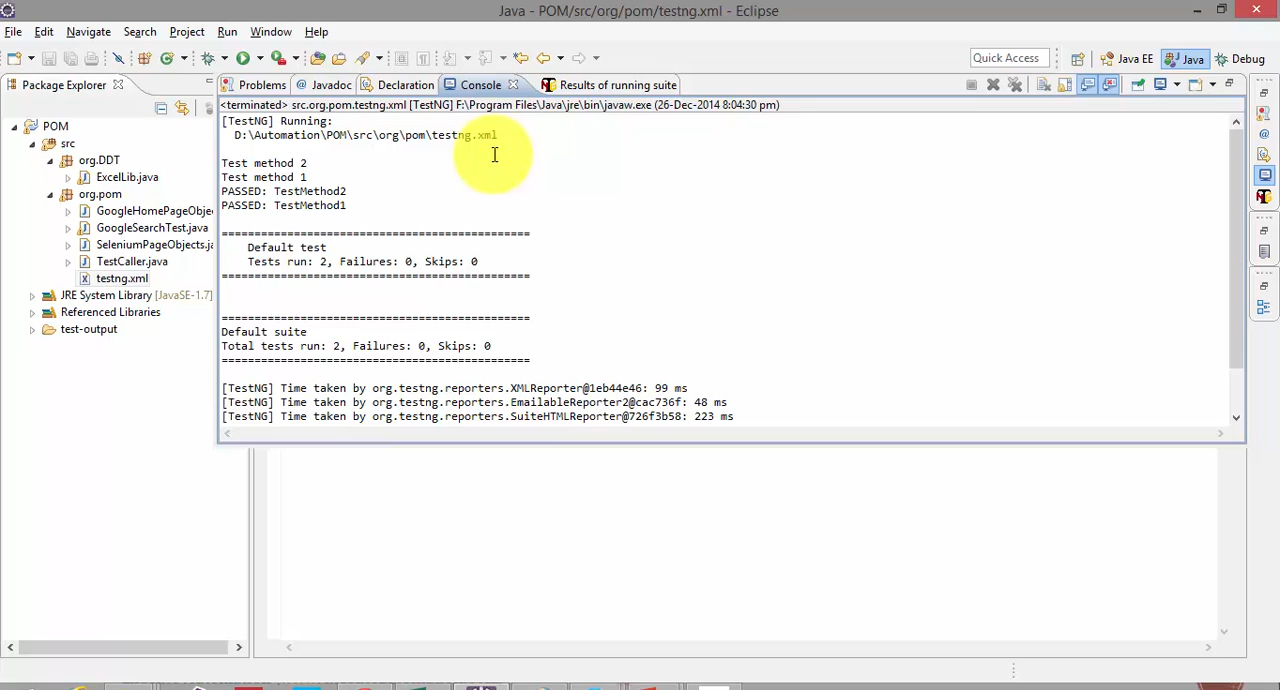 Java - POM/src/org/pom/testng.xml - Eclipse
File Edit Navigate Search Project Run Window Help
Quick Access Java EE Java Debug
Package Explorer
Problems Javadoc Declaration Console Results of running suite
<terminated> src.org.pom.testng.xml [TestNG] F:\Program Files\Java\jre\bin\javaw.exe (26-Dec-2014 8:04:30 pm)
POM
src
org.DDT
ExcelLib.java
org.pom
GoogleHomePageObje
GoogleSearchTest.java
SeleniumPageObjects.ja
TestCaller.java
testng.xml
JRE System Library [JavaSE-1.7]
Referenced Libraries
test-output
[TestNG] Running:
D:\Automation\POM\src\org\pom\testng.xml
Test method 2
Test method 1
PASSED: TestMethod2
PASSED: TestMethod1
===============================================
Default test
Tests run: 2, Failures: 0, Skips: 0
===============================================
===============================================
Default suite
Total tests run: 2, Failures: 0, Skips: 0
===============================================
[TestNG] Time taken by org.testng.reporters.XMLReporter@1eb44e46: 99 ms
[TestNG] Time taken by org.testng.reporters.EmailableReporter2@cac736f: 48 ms
[TestNG] Time taken by org.testng.reporters.SuiteHTMLReporter@726f3b58: 223 ms